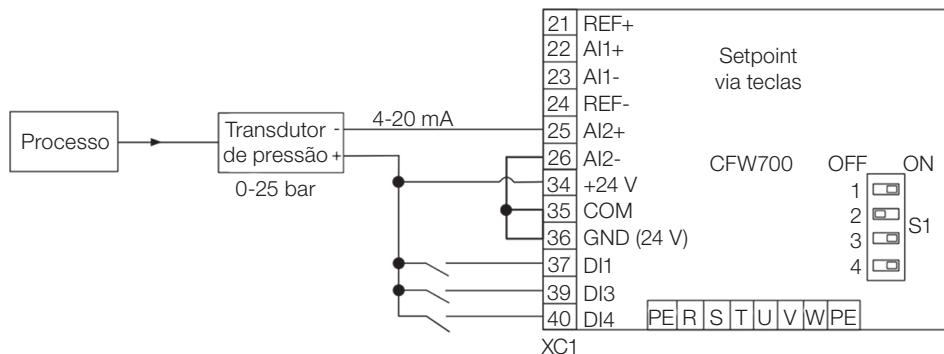 Processo
Transdutor -
de pressão +
0-25 bar
4-20 mA
21 REF+
22 AI1+
23 AI1-
24 REF-
25 AI2+
26 AI2-
34 +24 V
35 COM
36 GND (24 V)
37 DI1
39 DI3
40 DI4
XC1
Setpoint
via teclas
CFW700
OFF ON
1
2
3
4
S1
PE R S T U V W PE